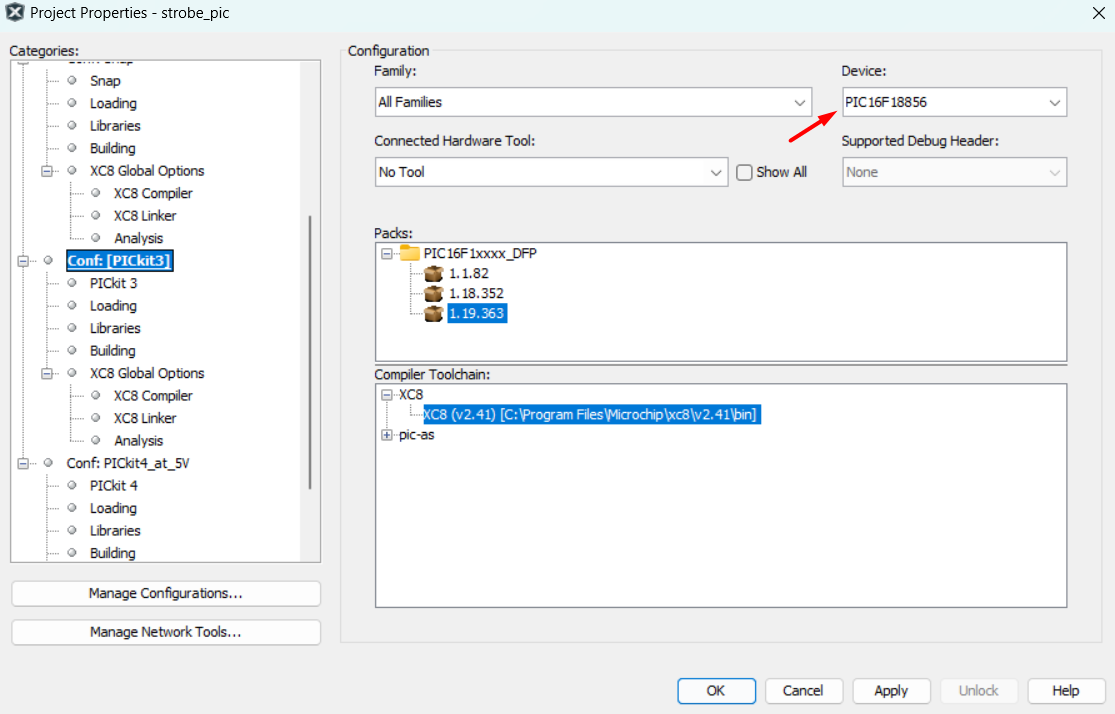 Project Properties - strobe_pic
Categories:
Conf: Snap
Snap
Loading
Libraries
Building
XC8 Global Options
XC8 Compiler
XC8 Linker
Analysis
Conf: [PICkit3]
PICkit 3
Loading
Libraries
Building
XC8 Global Options
XC8 Compiler
XC8 Linker
Analysis
Conf: PICkit4_at_5V
PICkit 4
Loading
Libraries
Building
Manage Configurations...
Manage Network Tools...
Configuration
Family:
Device:
All Families
PIC16F18856
Connected Hardware Tool:
Supported Debug Header:
No Tool
Show All
None
Packs:
PIC16F1xxxx_DFP
1.1.82
1.18.352
1.19.363
Compiler Toolchain:
XC8
XC8 (v2.41) [C:\Program Files\Microchip\xc8\v2.41\bin]
pic-as
OK Cancel Apply Unlock Help